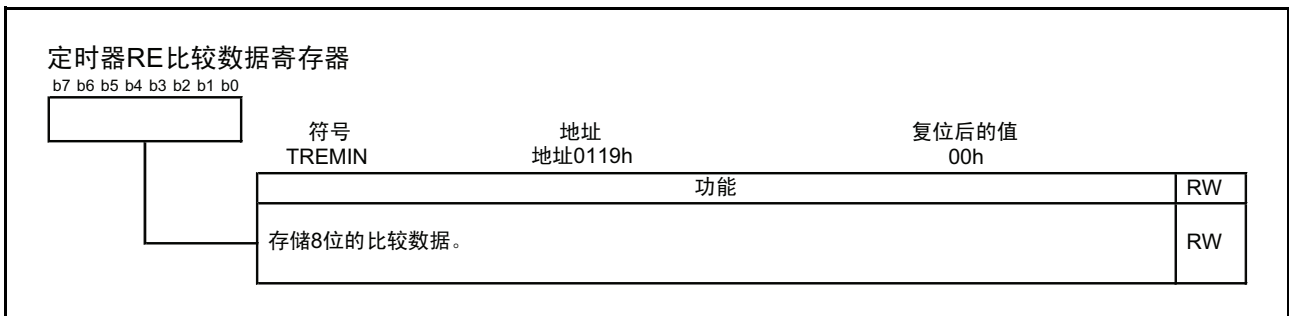 定时器RE比较数据寄存器
b7 b6 b5 b4 b3 b2 b1 b0
符号 地址 复位后的值
TREMIN 地址0119h 00h
功能 RW
存储8位的比较数据。 RW